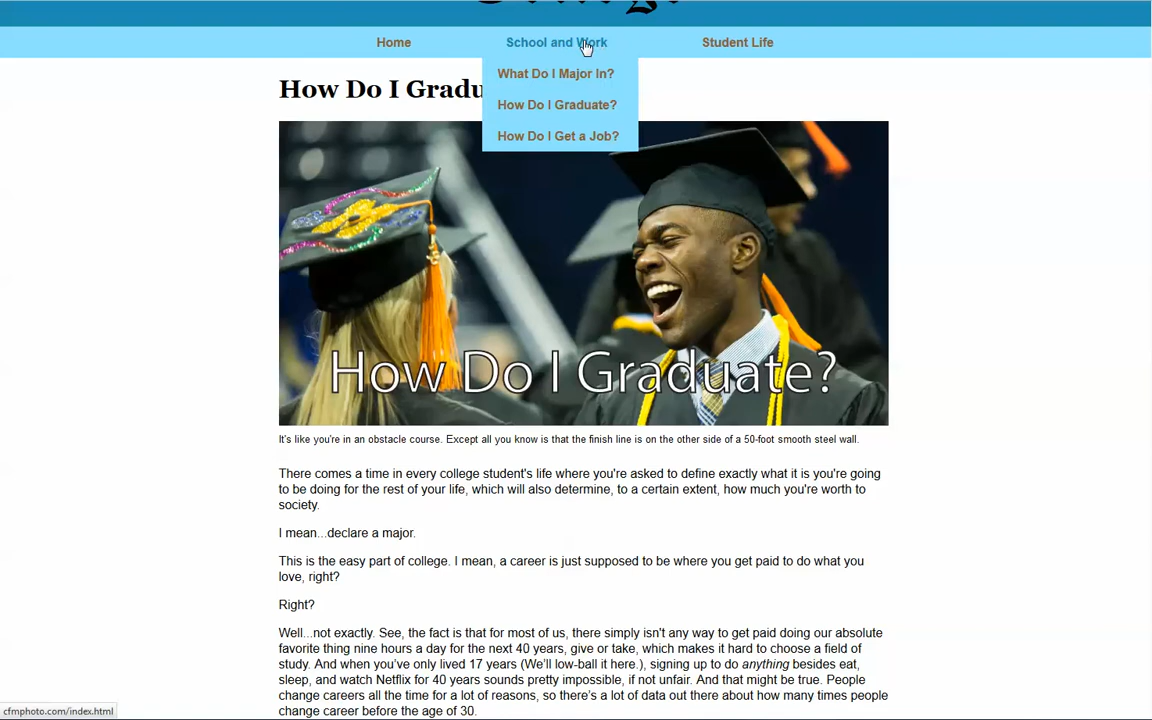 Home
School and Work
Student Life
What Do I Major In?
How Do I Graduate?
How Do I Get a Job?
How Do I Gradu
How Do I Graduate?
It's like you're in an obstacle course. Except all you know is that the finish line is on the other side of a 50-foot smooth steel wall.
There comes a time in every college student's life where you're asked to define exactly what it is you're going
to be doing for the rest of your life, which will also determine, to a certain extent, how much you're worth to
society.
I mean...declare a major.
This is the easy part of college. I mean, a career is just supposed to be where you get paid to do what you
love, right?
Right?
Well...not exactly. See, the fact is that for most of us, there simply isn't any way to get paid doing our absolute
favorite thing nine hours a day for the next 40 years, give or take, which makes it hard to choose a field of
study. And when you've only lived 17 years (We'll low-ball it here.), signing up to do anything besides eat,
sleep, and watch Netflix for 40 years sounds pretty impossible, if not unfair. And that might be true. People
change careers all the time for a lot of reasons, so there's a lot of data out there about how many times people
change career before the age of 30.
cfmphoto.com/index.html